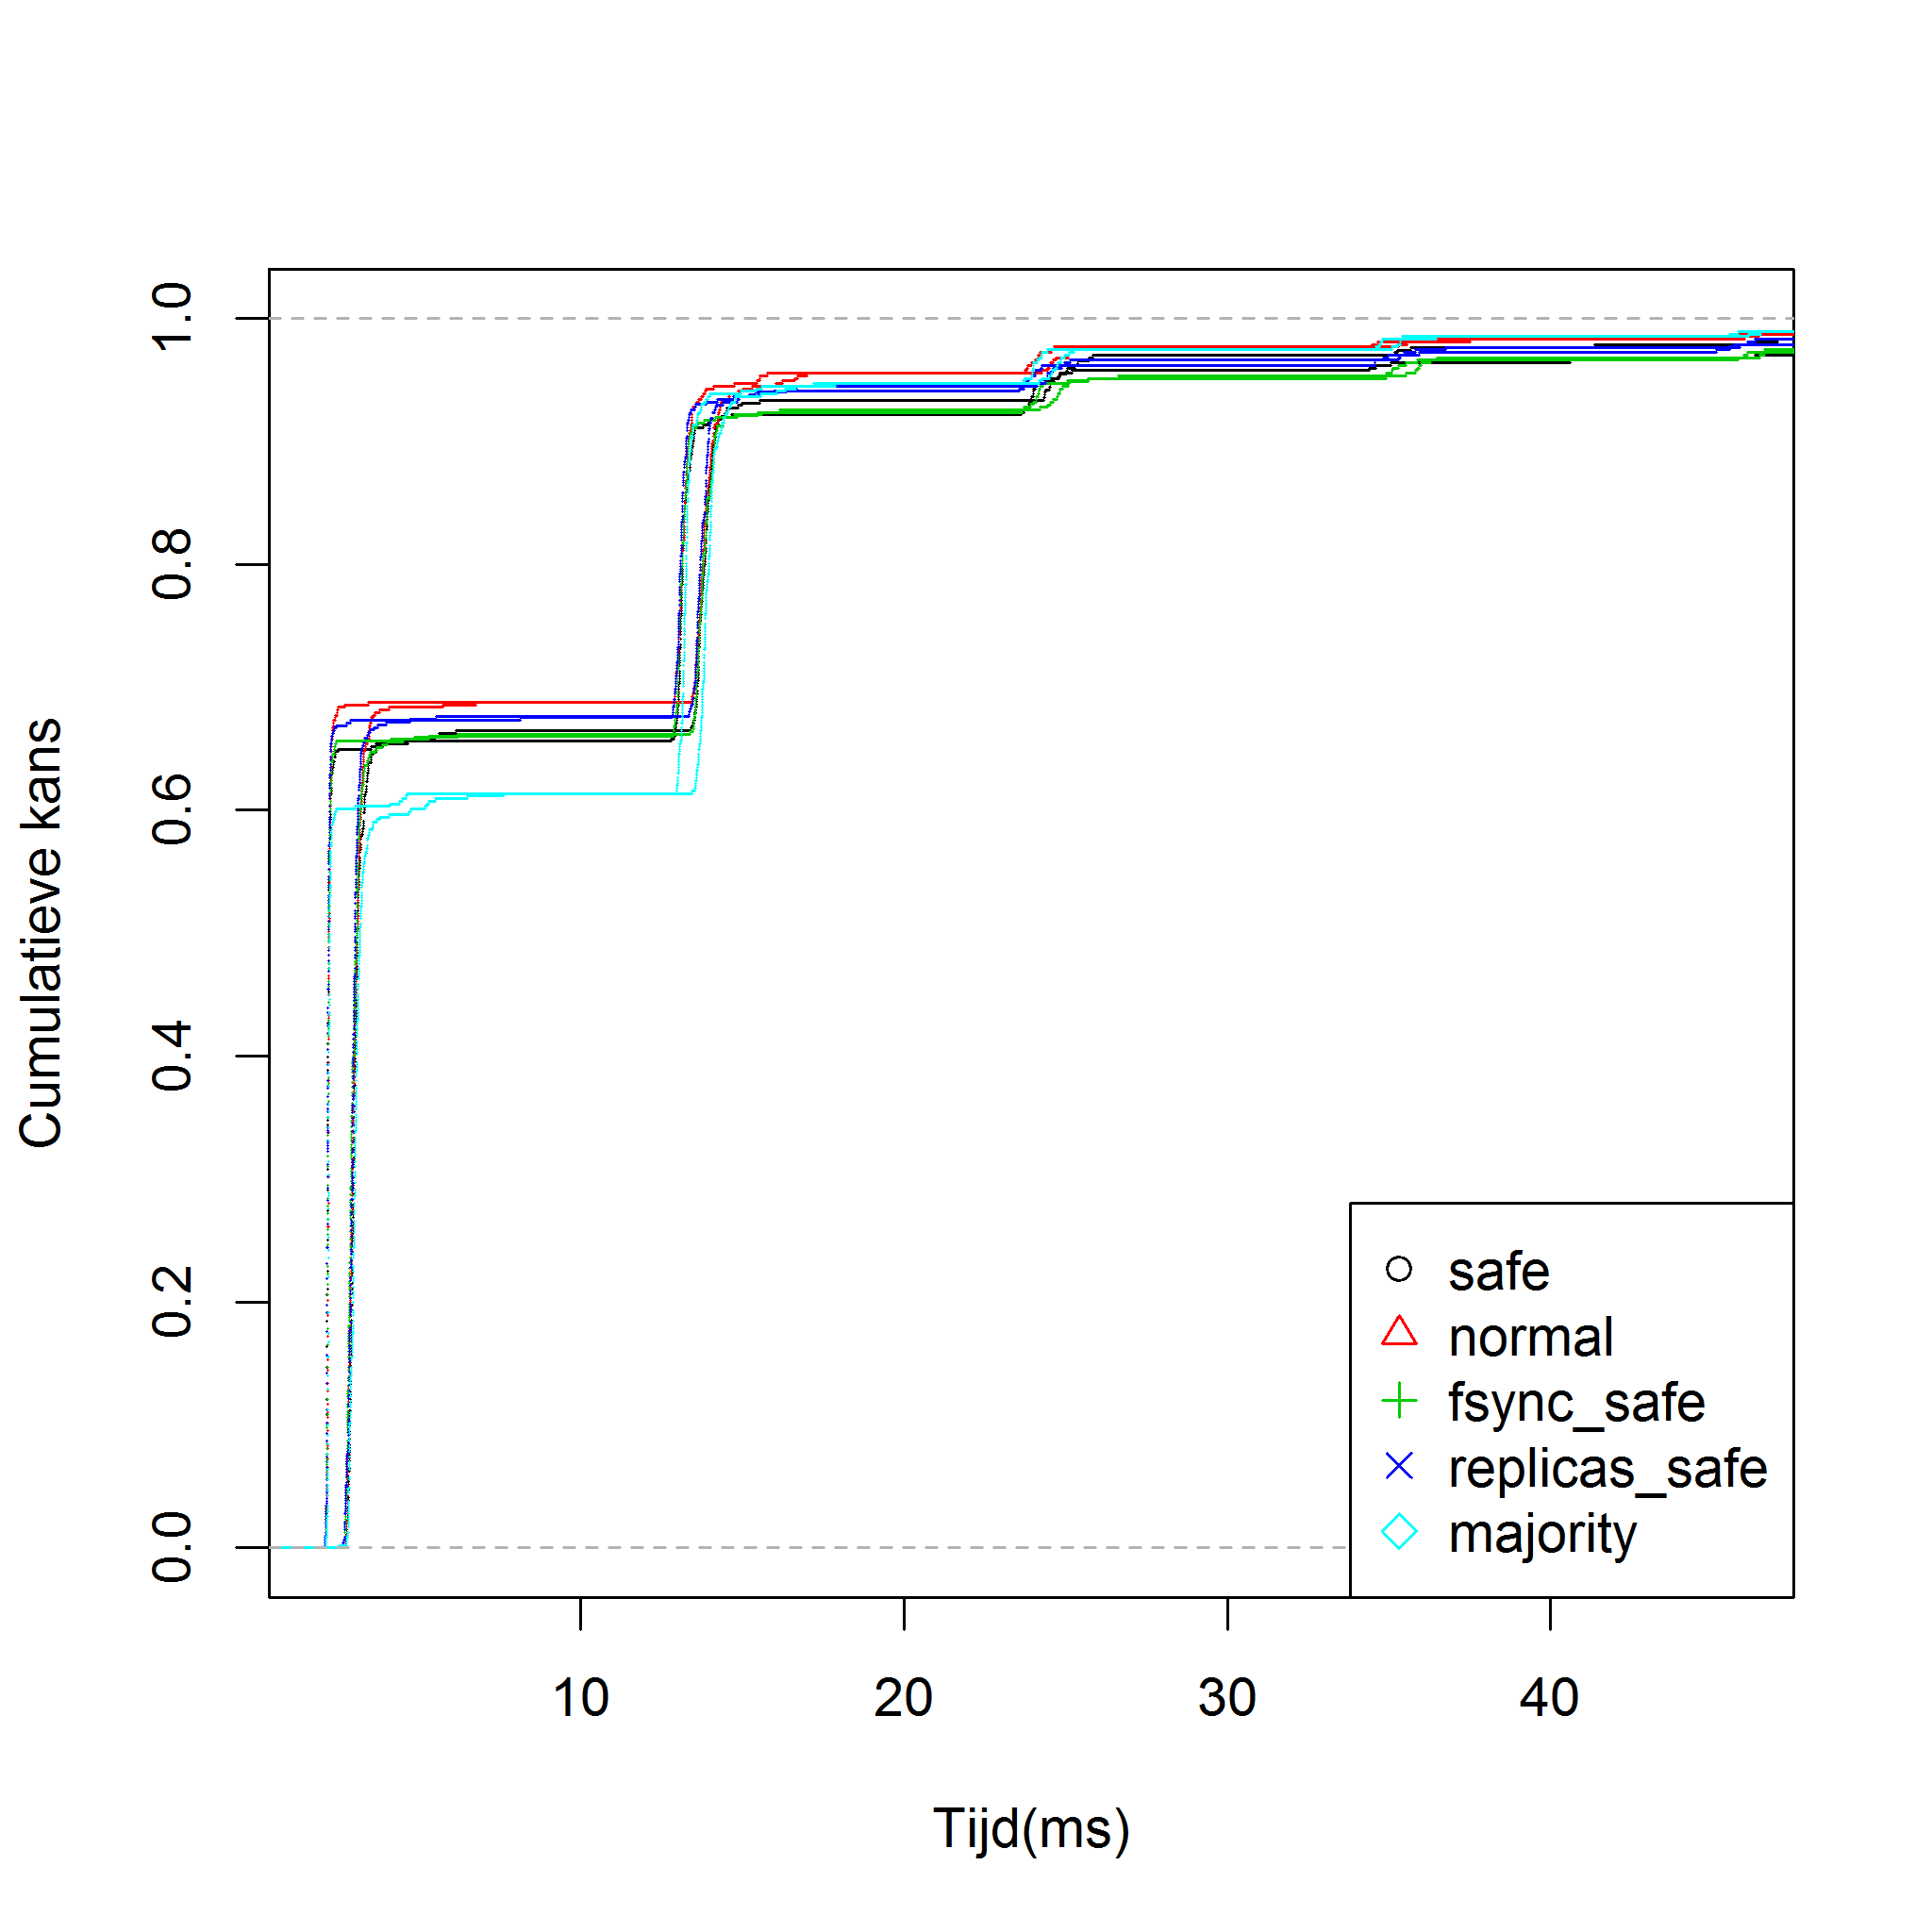 Cumulatieve kans
1.0
0.8
0.6
0.4
0.2
0.0
safe
normal
fsync_safe
replicas_safe
majority
10 20 30 40
Tijd(ms)